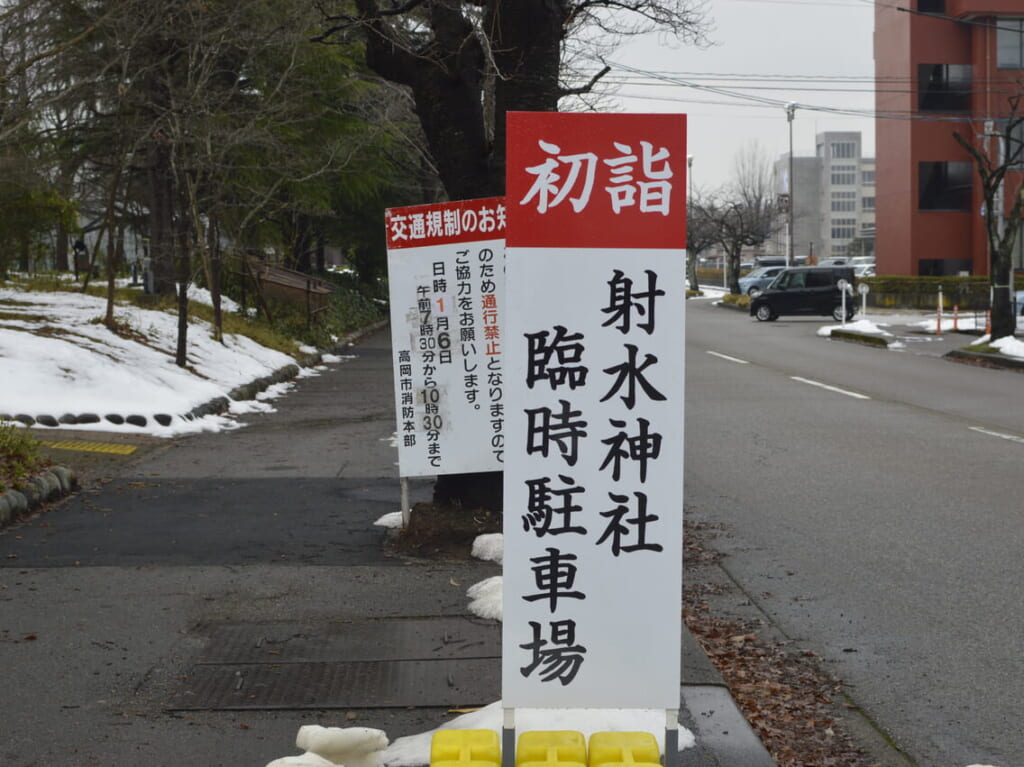 初詣
射水神社
臨時駐車場
交通規制のお知
のため通行禁止となりますので
ご協力をお願いします。
日時 1月6日
午前7時30分から10時30分まで
高岡市消防本部